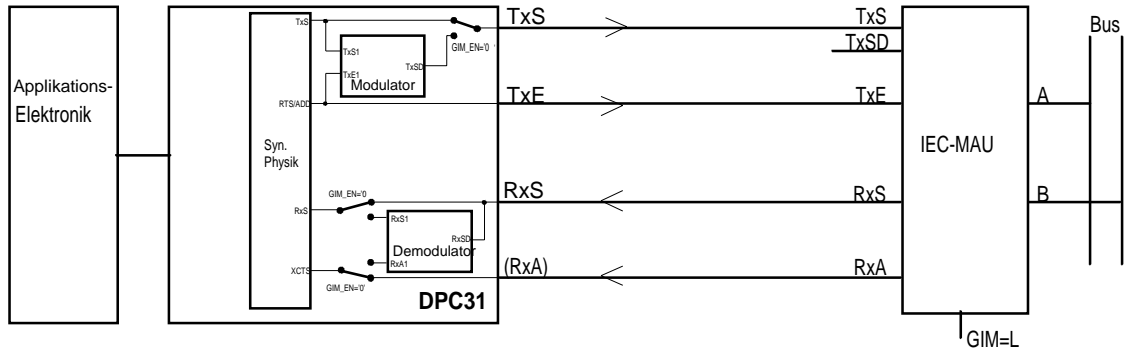 Applikations-
Elektronik
TxS
TxS1
TxE1
TxSD
Modulator
GIM_EN='0'
RTS/ADD
Syn.
Physik
GIM_EN='0
RxS
RxS1
RxSD
Demodulator
RxA1
XCTS
GIM_EN='0'
DPC31
TxS
TxE
RxS
(RxA)
TxS
TxSD
TxE
RxS
RxA
IEC-MAU
A
B
Bus
GIM=L